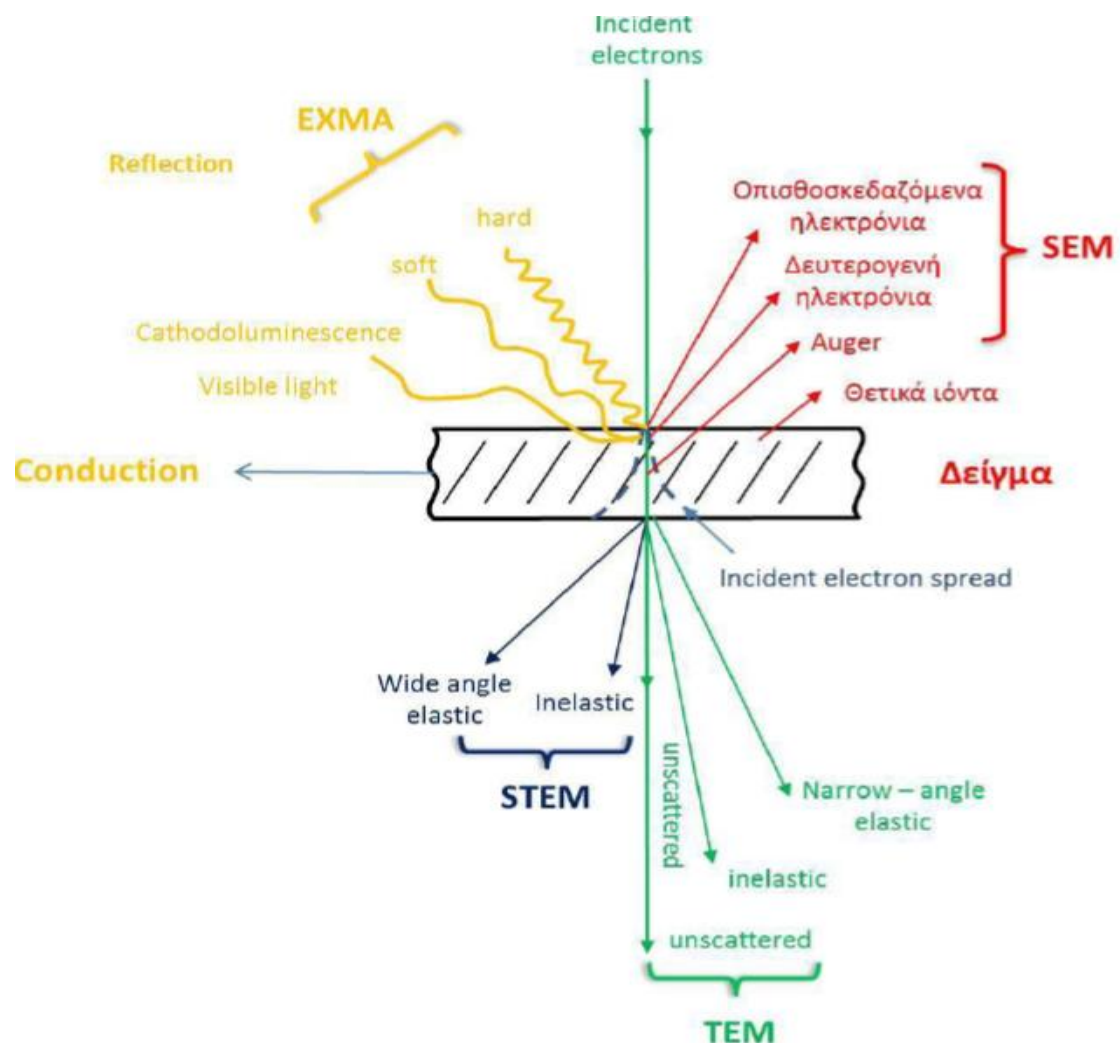 Incident
electrons
EXMA
Reflection
hard
soft
Cathodoluminescence
Visible light
Οπισθοσκεδαζόμενα
ηλεκτρόνια
Δευτερογενή
ηλεκτρόνια
Auger
SEM
Θετικά ιόντα
Conduction
Δείγμα
Incident electron spread
Wide angle
elastic
Inelastic
STEM
unscattered
Narrow – angle
elastic
inelastic
unscattered
TEM